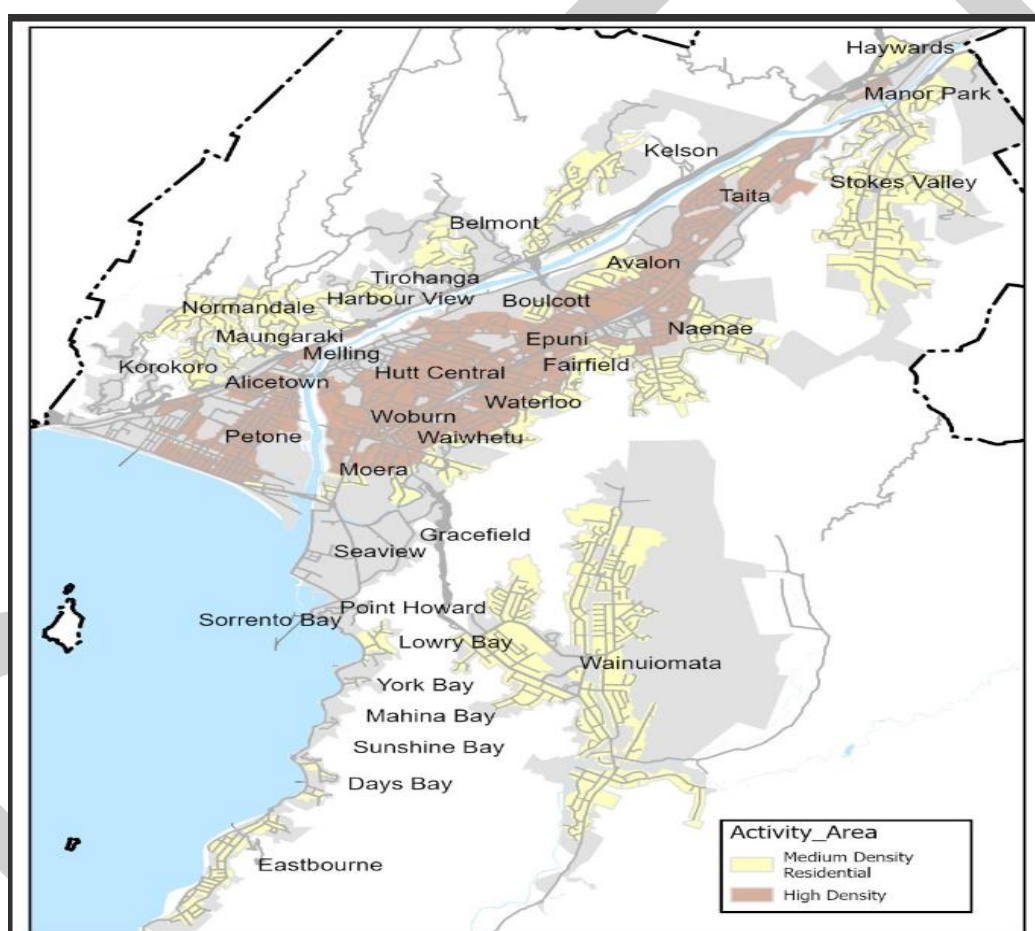 Haywards
Manor Park
Kelson
Stokes Valley
Taita
Belmont
Avalon
Tirohanga
Harbour View
Boulcott
Normandale
Naenae
Maungaraki
Epuni
Melling
Korokoro
Fairfield
Hutt Central
Alicetown
Waterloo
Woburn
Petone
Waiwhetu
Moera
Gracefield
Seaview
Point Howard
Sorrento Bay
Lowry Bay
Wainuiomata
York Bay
Mahina Bay
Sunshine Bay
Days Bay
Eastbourne
Activity_Area
Medium Density
Residential
High Density